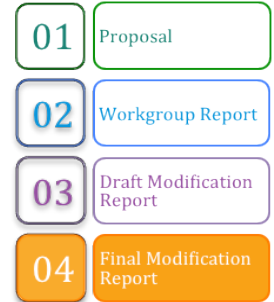 01 Proposal
02 Workgroup Report
03 Draft Modification
Report
04 Final Modification
Report